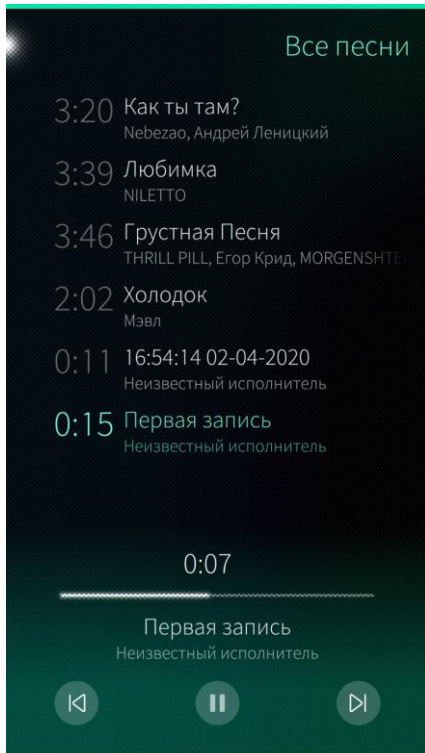 Все песни
3:20 Как ты там?
Nebezao, Андрей Леницкий
3:39 Любимка
NILETTO
3:46 Грустная Песня
THRILL PILL, Егор Крид, MORGENSHTE
2:02 Холодок
Мэвл
0:11 16:54:14 02-04-2020
Неизвестный исполнитель
0:15 Первая запись
Неизвестный исполнитель
0:07
Первая запись
Неизвестный исполнитель